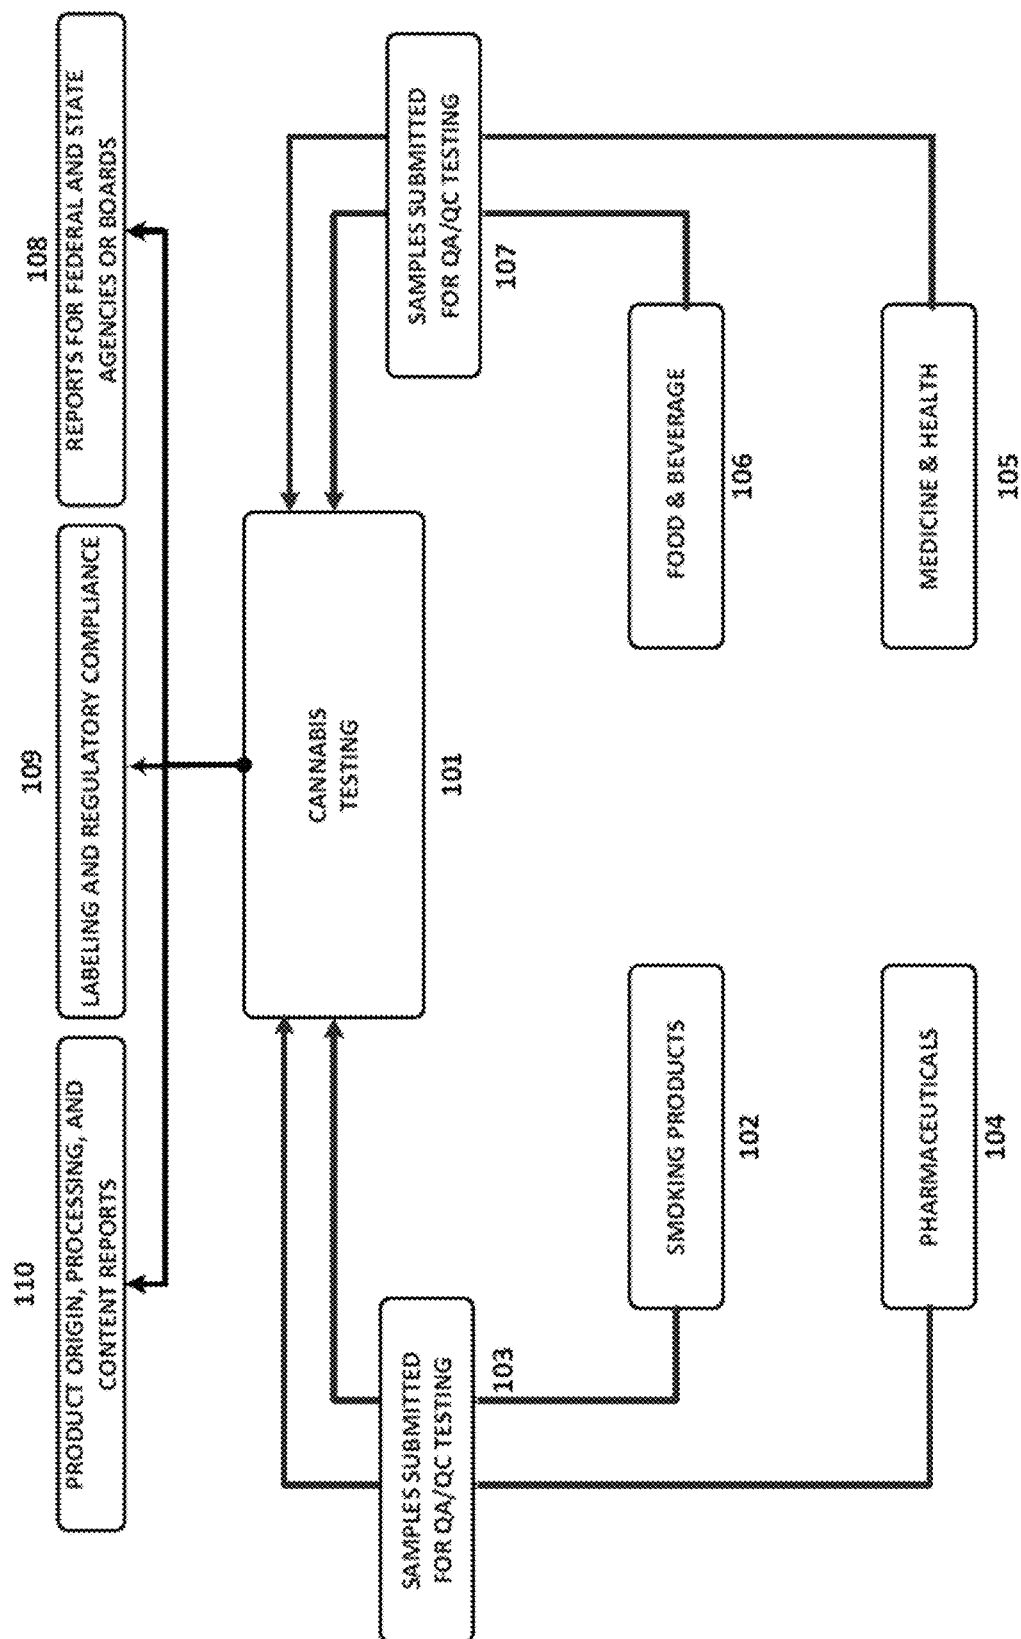 110
PRODUCT ORIGIN, PROCESSING, AND
CONTENT REPORTS
109
LABELING AND REGULATORY COMPLIANCE
108
REPORTS FOR FEDERAL AND STATE
AGENCIES OR BOARDS
CANNABIS
TESTING
101
SAMPLES SUBMITTED
FOR QA/QC TESTING
103
SAMPLES SUBMITTED
FOR QA/QC TESTING
107
SMOKING PRODUCTS
102
FOOD & BEVERAGE
106
PHARMACEUTICALS
104
MEDICINE & HEALTH
105